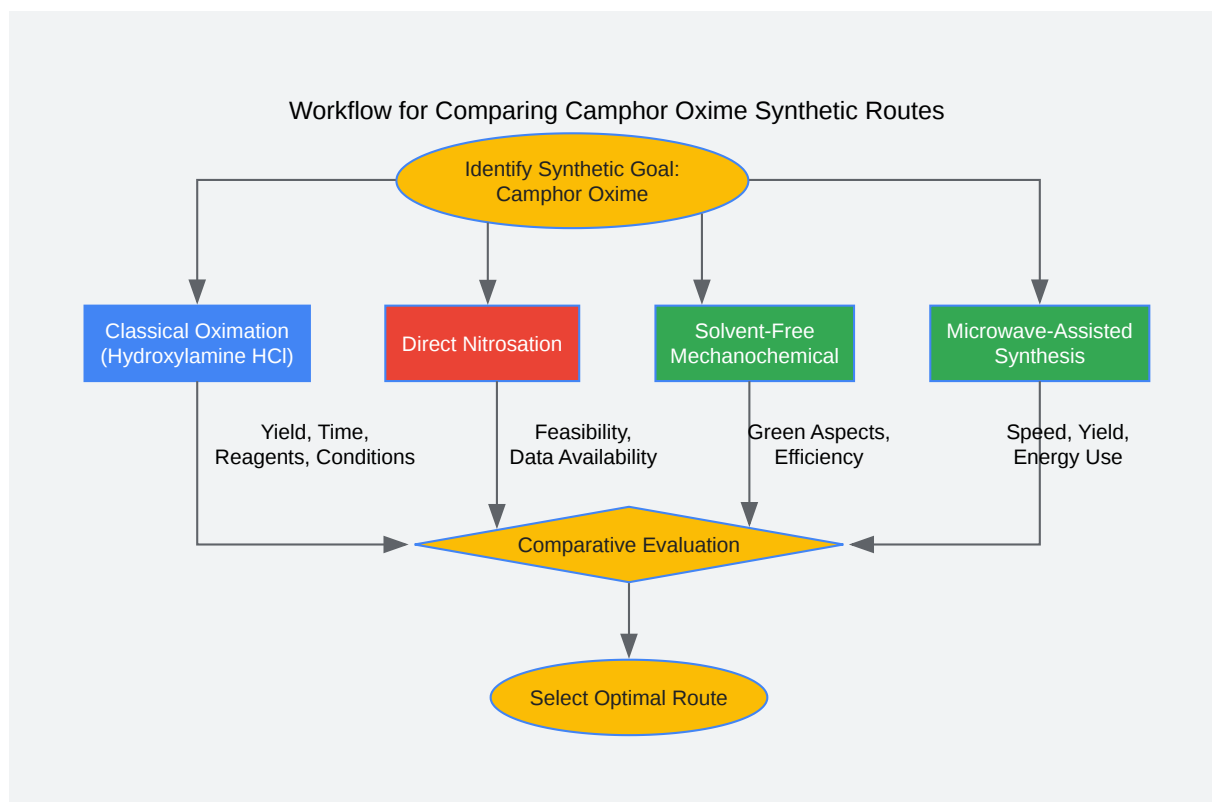 Workflow for Comparing Camphor Oxime Synthetic Routes
Identify Synthetic Goal:
Camphor Oxime
Classical Oximation
(Hydroxylamine HCl)
Direct Nitrosation
Solvent-Free
Mechanochemical
Microwave-Assisted
Synthesis
Yield, Time,
Reagents, Conditions
Feasibility,
Data Availability
Green Aspects,
Efficiency
Speed, Yield,
Energy Use
Comparative Evaluation
Select Optimal Route